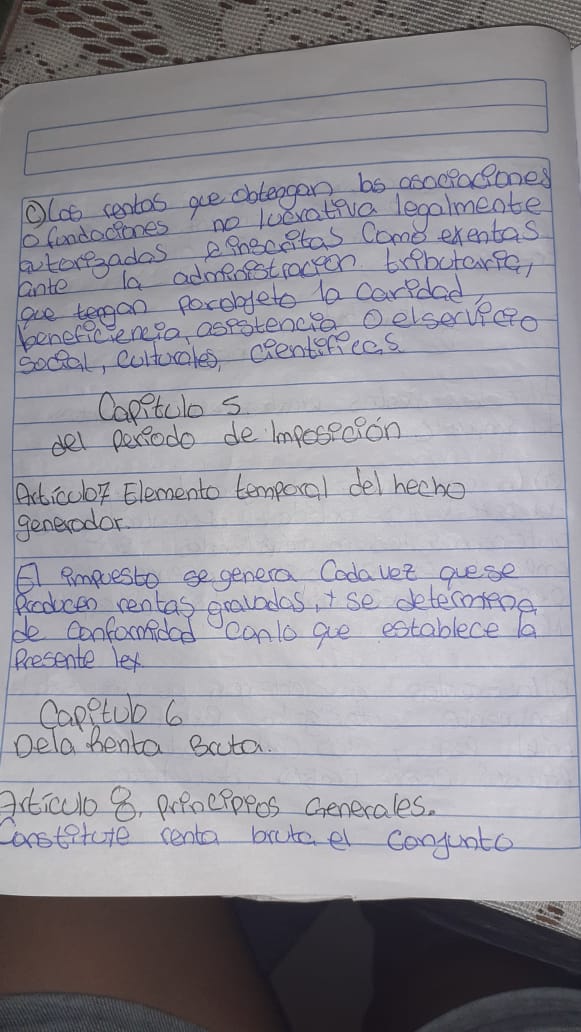 C) Las rentas que obtengan las asociaciones
o fundaciones no lucrativa legalmente
autorizadas e inscritas Como exentas
ante la administracion tributaria,
que tengan por objeto la caridad,
beneficiencia, asistencia o el servicio
social, culturales, cientificas
Capitulo 5
del periodo de Imposición
Artículo 7 Elemento temporal del hecho
generador.
El impuesto se genera Cada vez que se
Producen rentas gravadas, y se determina
de conformidad con lo que establece la
Presente ley
Capitulo 6
De la Renta Bruta.
Artículo 8. principios Generales.
Constituye renta bruta el conjunto